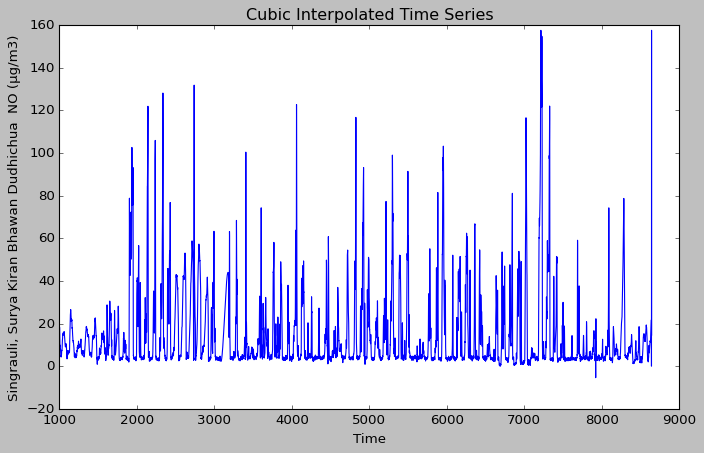 Cubic Interpolated Time Series
Singrauli, Surya Kiran Bhawan Dudhichua  NO (µg/m3)
160
140
120
100
80
60
40
20
0
−20
1000 2000 3000 4000 5000 6000 7000 8000 9000
Time